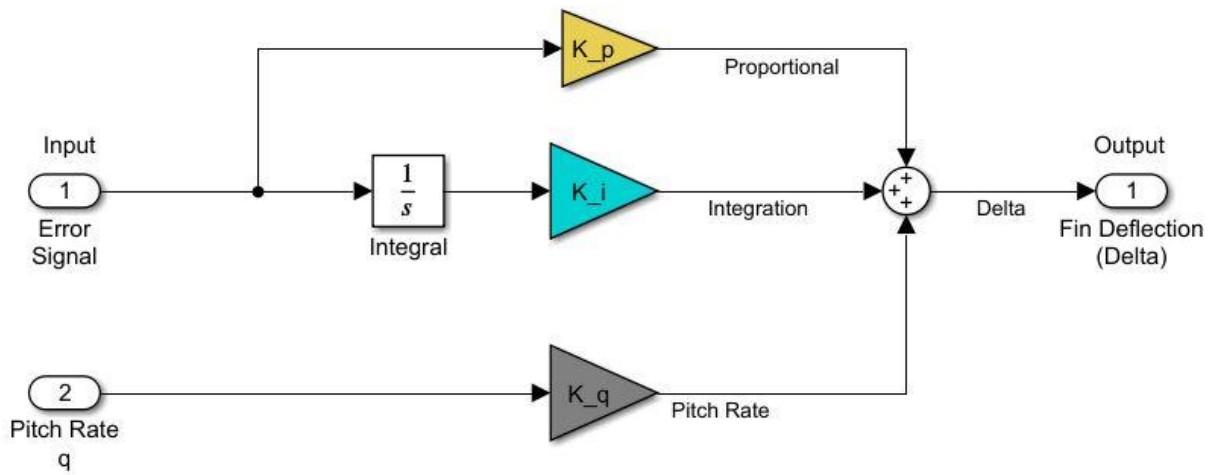 K_p
Proportional
Input
1
Error
Signal
1
s
Integral
K_i
Integration
+
+
+
Delta
Output
1
Fin Deflection
(Delta)
2
Pitch Rate
q
K_q
Pitch Rate